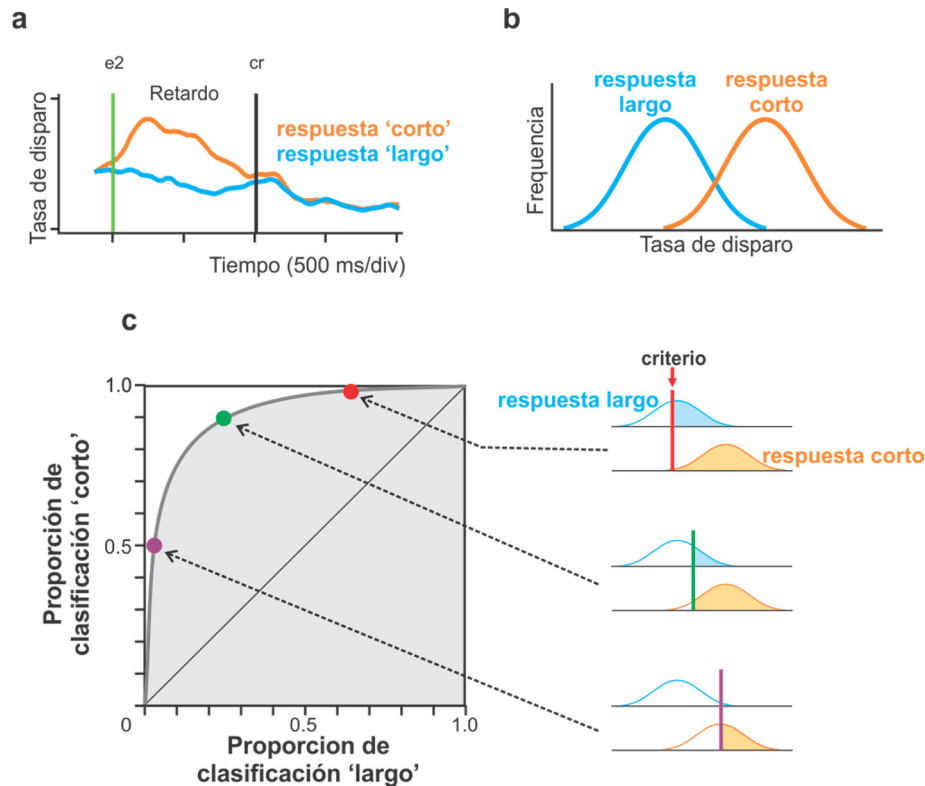 a
e2
cr
Retardo
Tasa de disparo
respuesta 'corto'
respuesta 'largo'
Tiempo (500 ms/div)
b
respuesta
largo
respuesta
corto
Frequencia
Tasa de disparo
c
1.0
0.5
0
0.5
1.0
Proporción de
clasificación 'corto'
Proporcion de
clasificación 'largo'
criterio
respuesta largo
respuesta corto